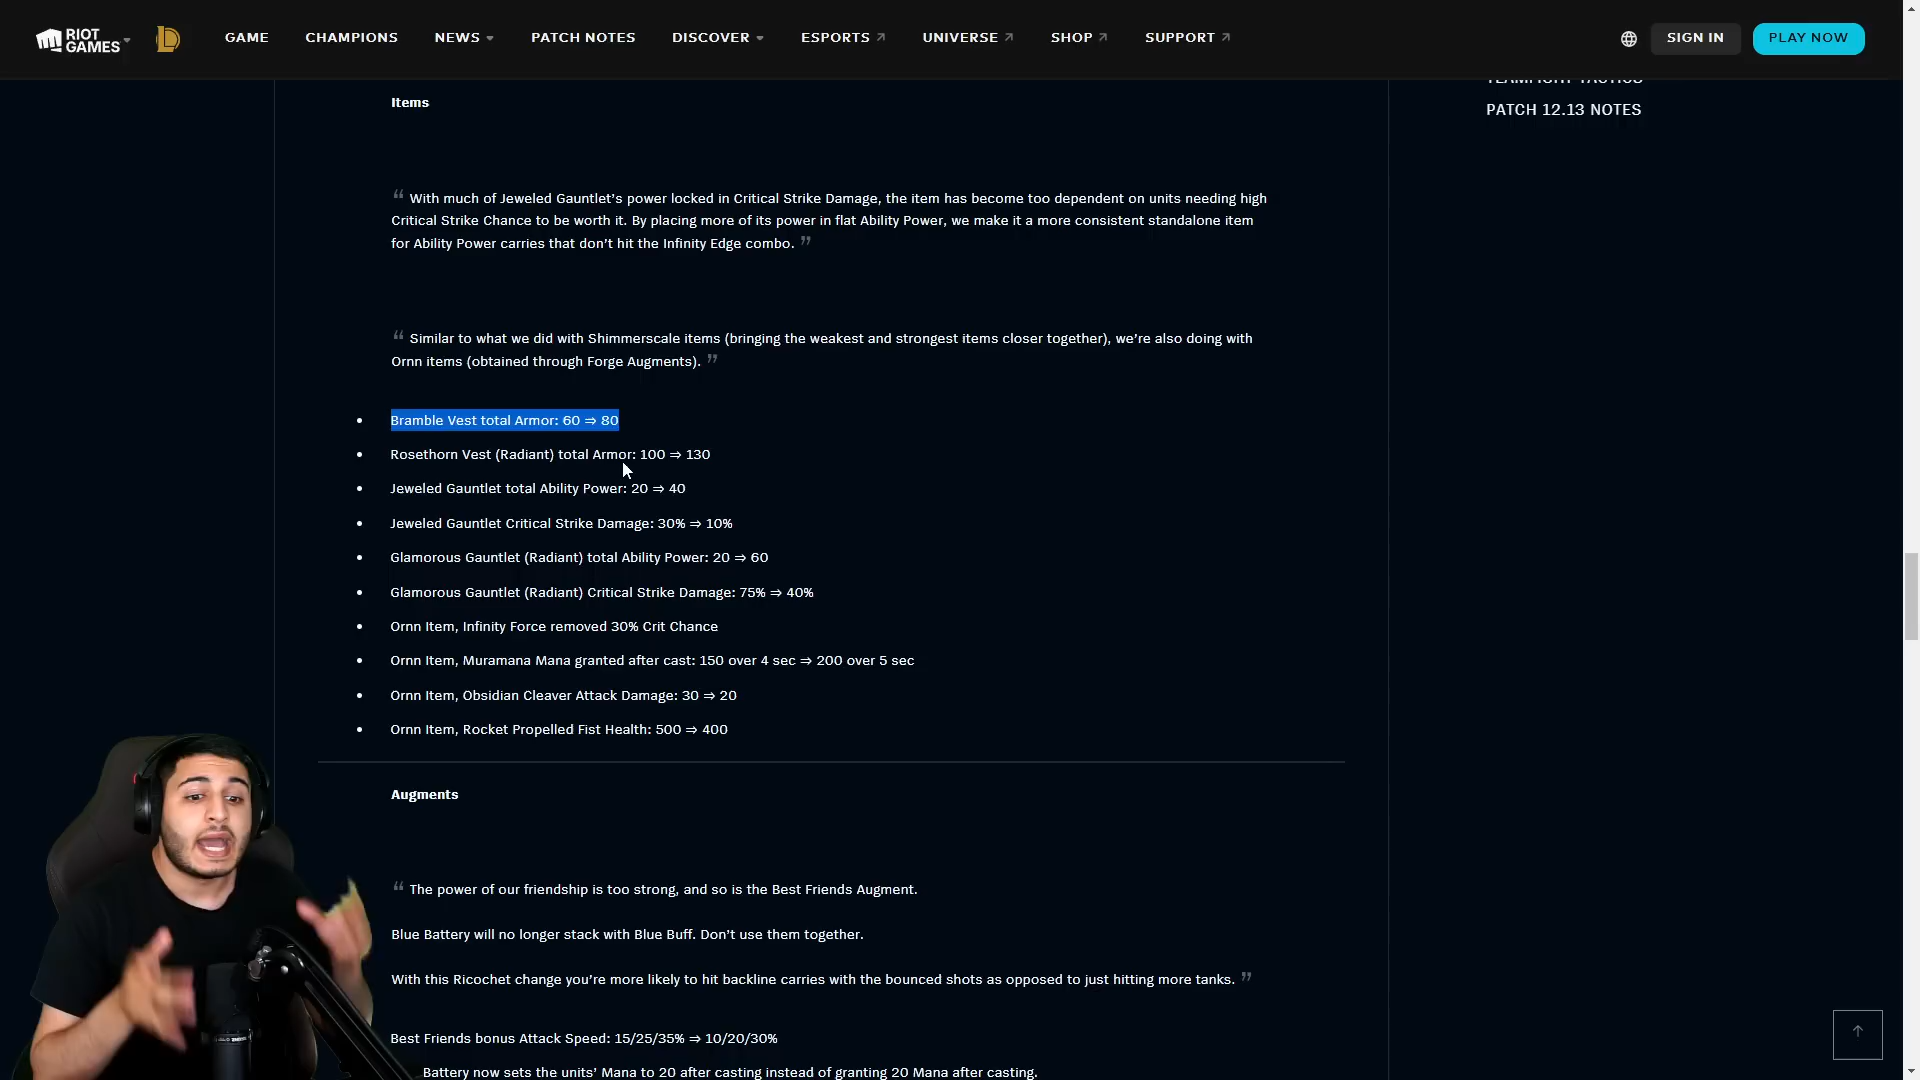 RIOT GAMES
GAME
CHAMPIONS
NEWS
PATCH NOTES
DISCOVER
ESPORTS
UNIVERSE
SHOP
SUPPORT
SIGN IN
PLAY NOW
TEAMFIGHT TACTICS
PATCH 12.13 NOTES
Items
“ With much of Jeweled Gauntlet’s power locked in Critical Strike Damage, the item has become too dependent on units needing high
Critical Strike Chance to be worth it. By placing more of its power in flat Ability Power, we make it a more consistent standalone item
for Ability Power carries that don’t hit the Infinity Edge combo. ”
“ Similar to what we did with Shimmerscale items (bringing the weakest and strongest items closer together), we’re also doing with
Ornn items (obtained through Forge Augments). ”
• Bramble Vest total Armor: 60 ⇒ 80
• Rosethorn Vest (Radiant) total Armor: 100 ⇒ 130
• Jeweled Gauntlet total Ability Power: 20 ⇒ 40
• Jeweled Gauntlet Critical Strike Damage: 30% ⇒ 10%
• Glamorous Gauntlet (Radiant) total Ability Power: 20 ⇒ 60
• Glamorous Gauntlet (Radiant) Critical Strike Damage: 75% ⇒ 40%
• Ornn Item, Infinity Force removed 30% Crit Chance
• Ornn Item, Muramana Mana granted after cast: 150 over 4 sec ⇒ 200 over 5 sec
• Ornn Item, Obsidian Cleaver Attack Damage: 30 ⇒ 20
• Ornn Item, Rocket Propelled Fist Health: 500 ⇒ 400
Augments
“ The power of our friendship is too strong, and so is the Best Friends Augment.
Blue Battery will no longer stack with Blue Buff. Don’t use them together.
With this Ricochet change you’re more likely to hit backline carries with the bounced shots as opposed to just hitting more tanks. ”
Best Friends bonus Attack Speed: 15/25/35% ⇒ 10/20/30%
Battery now sets the units’ Mana to 20 after casting instead of granting 20 Mana after casting.